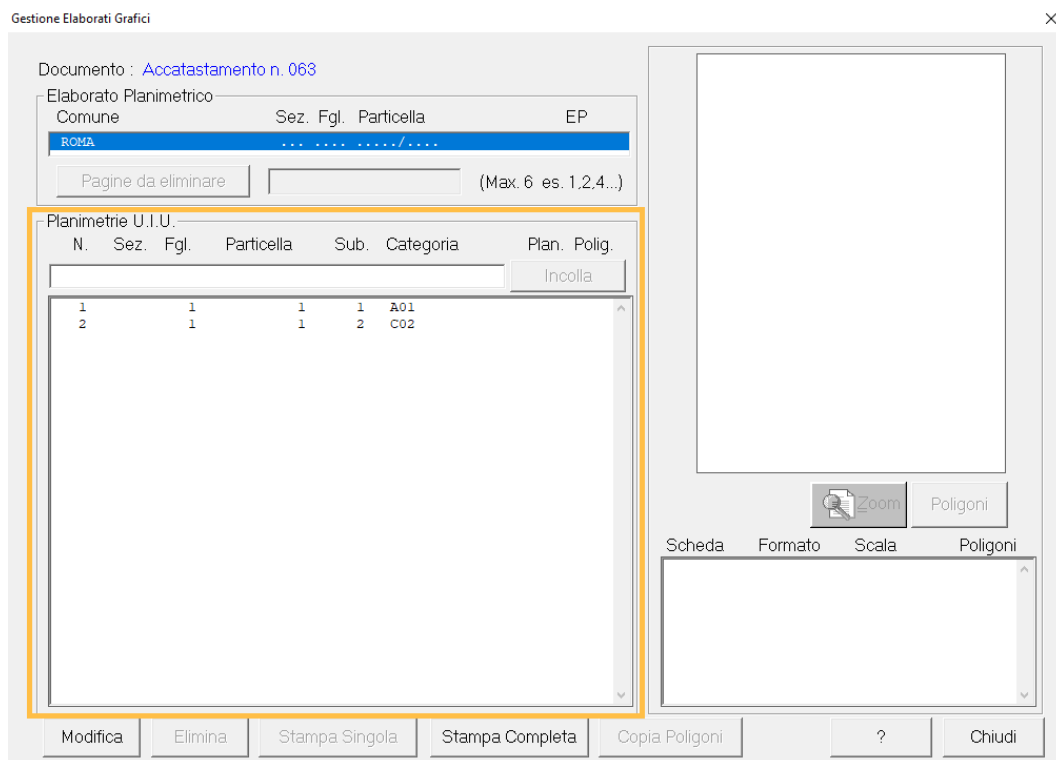 Gestione Elaborati Grafici
Documento : Accatastamento n. 063
Elaborato Planimetrico
Comune Sez. Fgl. Particella EP
ROMA ... .... ...../....
Pagine da eliminare (Max. 6 es. 1,2,4...)
Planimetrie U.I.U.
N. Sez. Fgl. Particella Sub. Categoria Plan. Polig.
Incolla
1 1 1 1 A01
2 1 1 2 C02
Zoom Poligoni
Scheda Formato Scala Poligoni
Modifica Elimina Stampa Singola Stampa Completa Copia Poligoni ? Chiudi